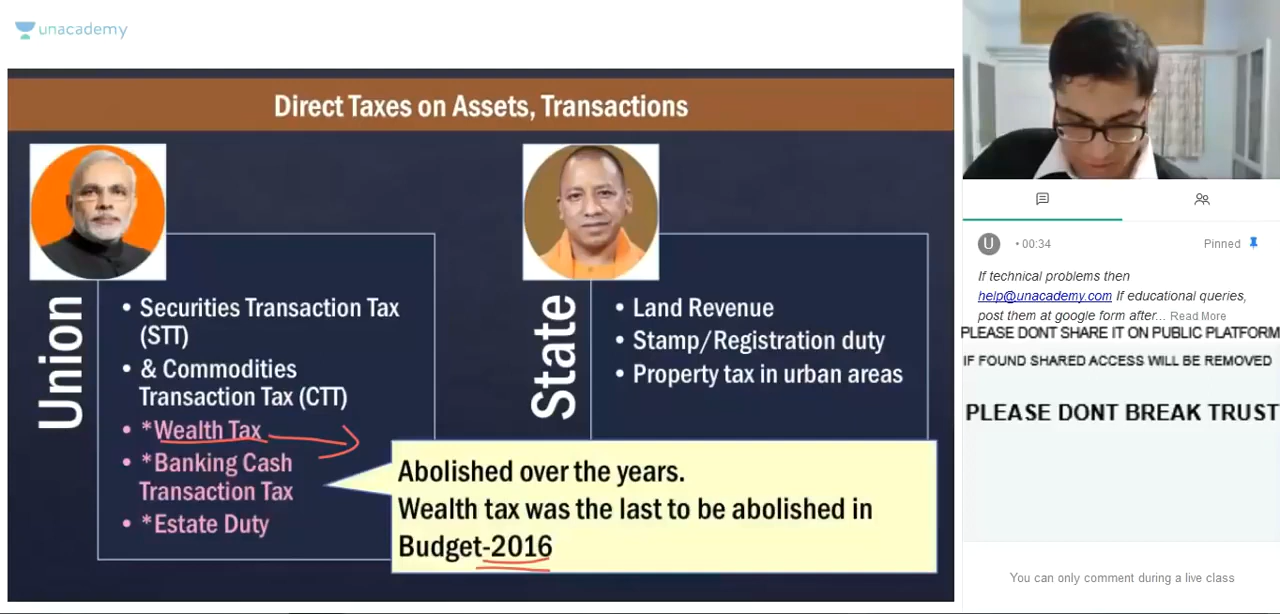 unacademy
Direct Taxes on Assets, Transactions
Union
• Securities Transaction Tax
(STT)
• & Commodities
Transaction Tax (CTT)
• *Wealth Tax
• *Banking Cash
Transaction Tax
• *Estate Duty
State
• Land Revenue
• Stamp/Registration duty
• Property tax in urban areas
Abolished over the years.
Wealth tax was the last to be abolished in
Budget-2016
U
• 00:34
Pinned
If technical problems then
help@unacademy.com If educational queries,
post them at google form after... Read More
PLEASE DONT SHARE IT ON PUBLIC PLATFORM
IF FOUND SHARED ACCESS WILL BE REMOVED
PLEASE DONT BREAK TRUST
You can only comment during a live class